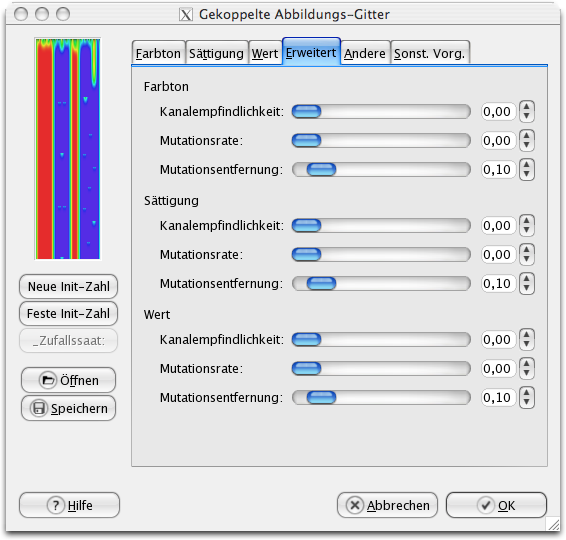 Gekoppelte Abbildungs-Gitter
Farbton Sättigung Wert Erweitert Andere Sonst. Vorg.
Farbton
Kanalempfindlichkeit: 0,00
Mutationsrate: 0,00
Mutationsentfernung: 0,10
Sättigung
Kanalempfindlichkeit: 0,00
Mutationsrate: 0,00
Mutationsentfernung: 0,10
Wert
Kanalempfindlichkeit: 0,00
Mutationsrate: 0,00
Mutationsentfernung: 0,10
Neue Init-Zahl
Feste Init-Zahl
_Zufallssaat:
Öffnen
Speichern
Hilfe Abbrechen OK